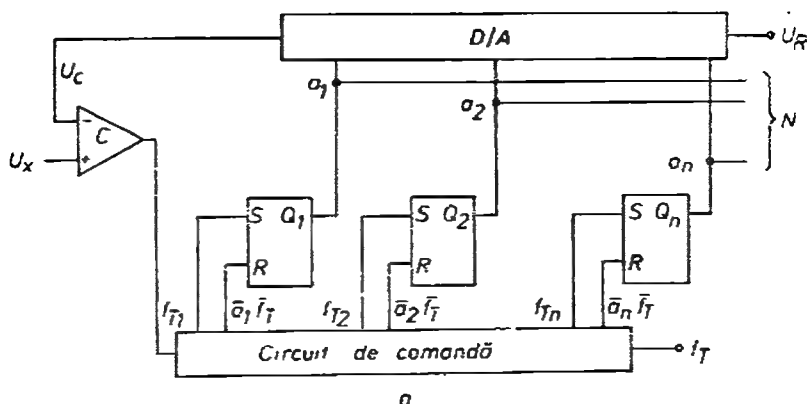 D/A
U_R
U_c
a_1
a_2
N
- C
U_x +
a_n
S Q_1
S Q_2
S Q_n
R
R
R
f_T1 ā_1 f̄_T f_T2 ā_2 f̄_T f_Tn ā_n f̄_T
Circuit de comandă
f_T
a